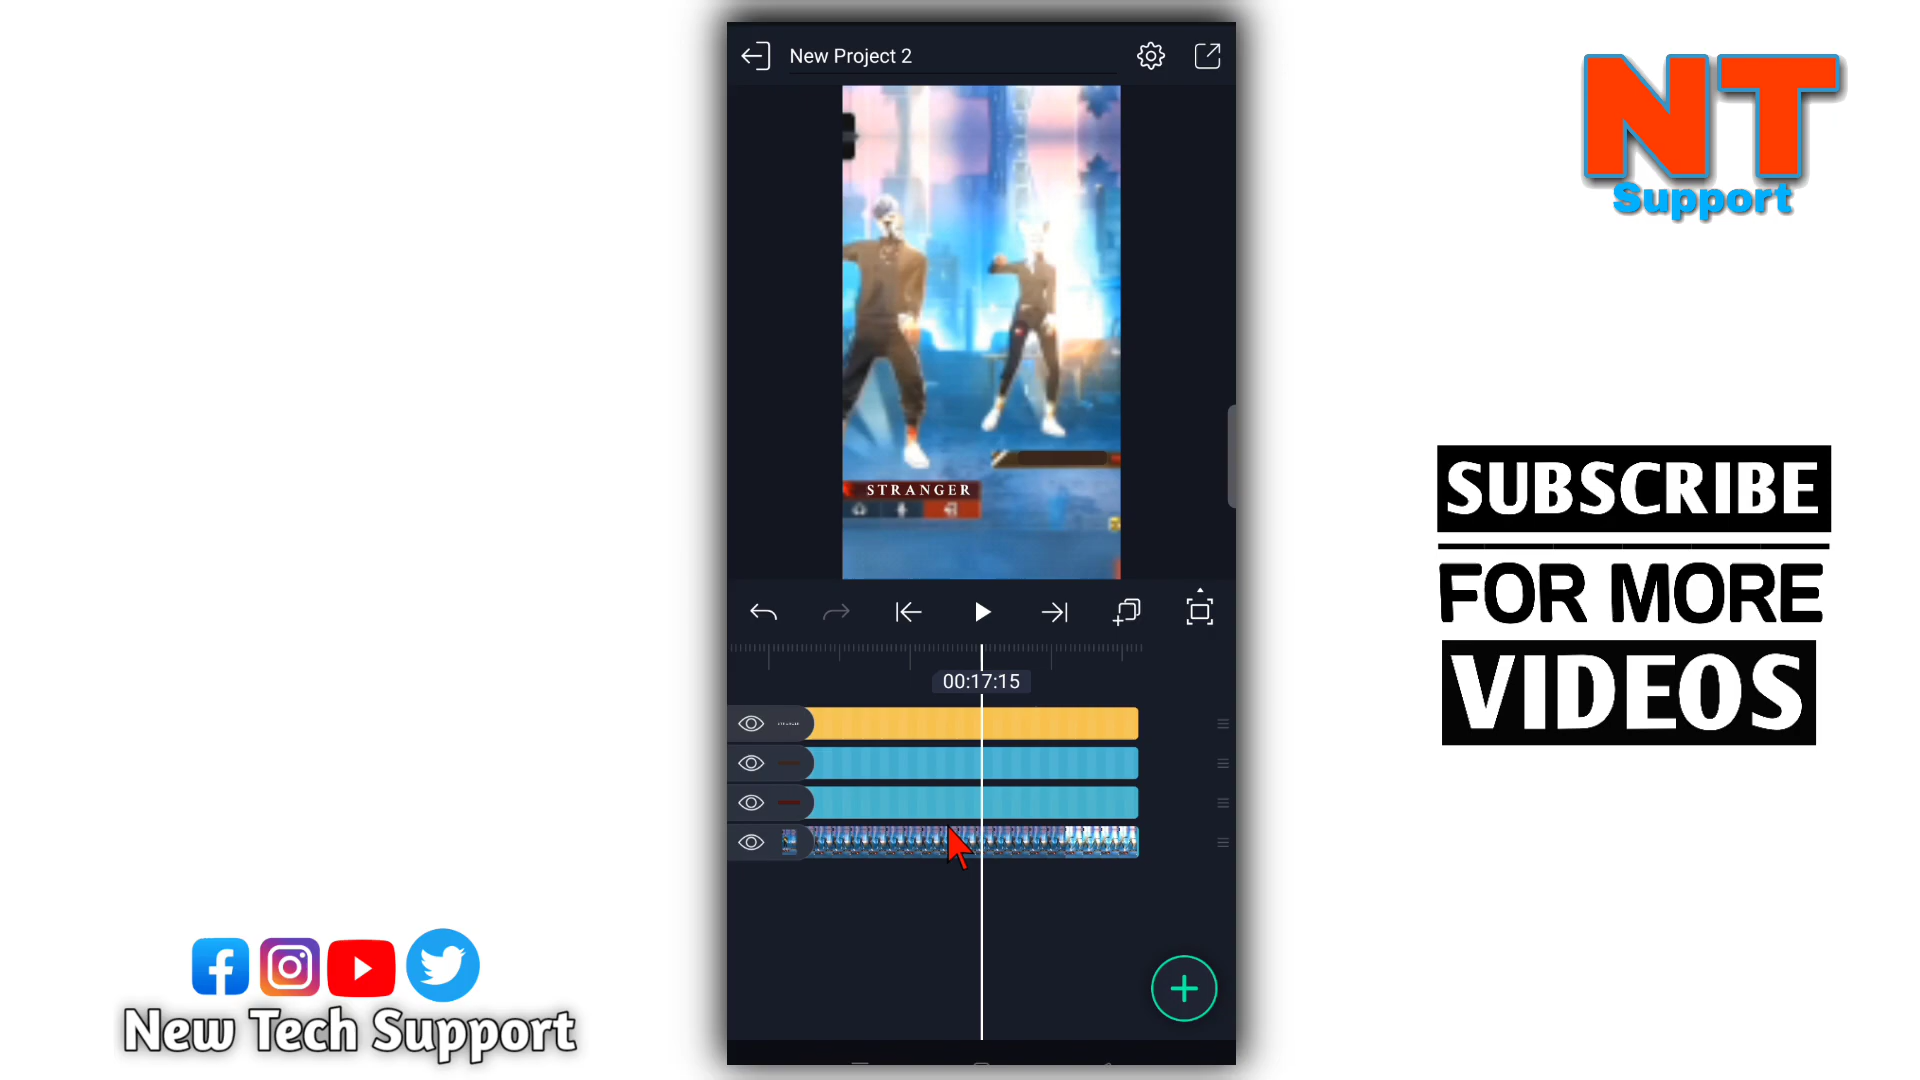 New Project 2
NT
Support
STRANGER
SUBSCRIBE
FOR MORE
VIDEOS
00:17:15
New Tech Support